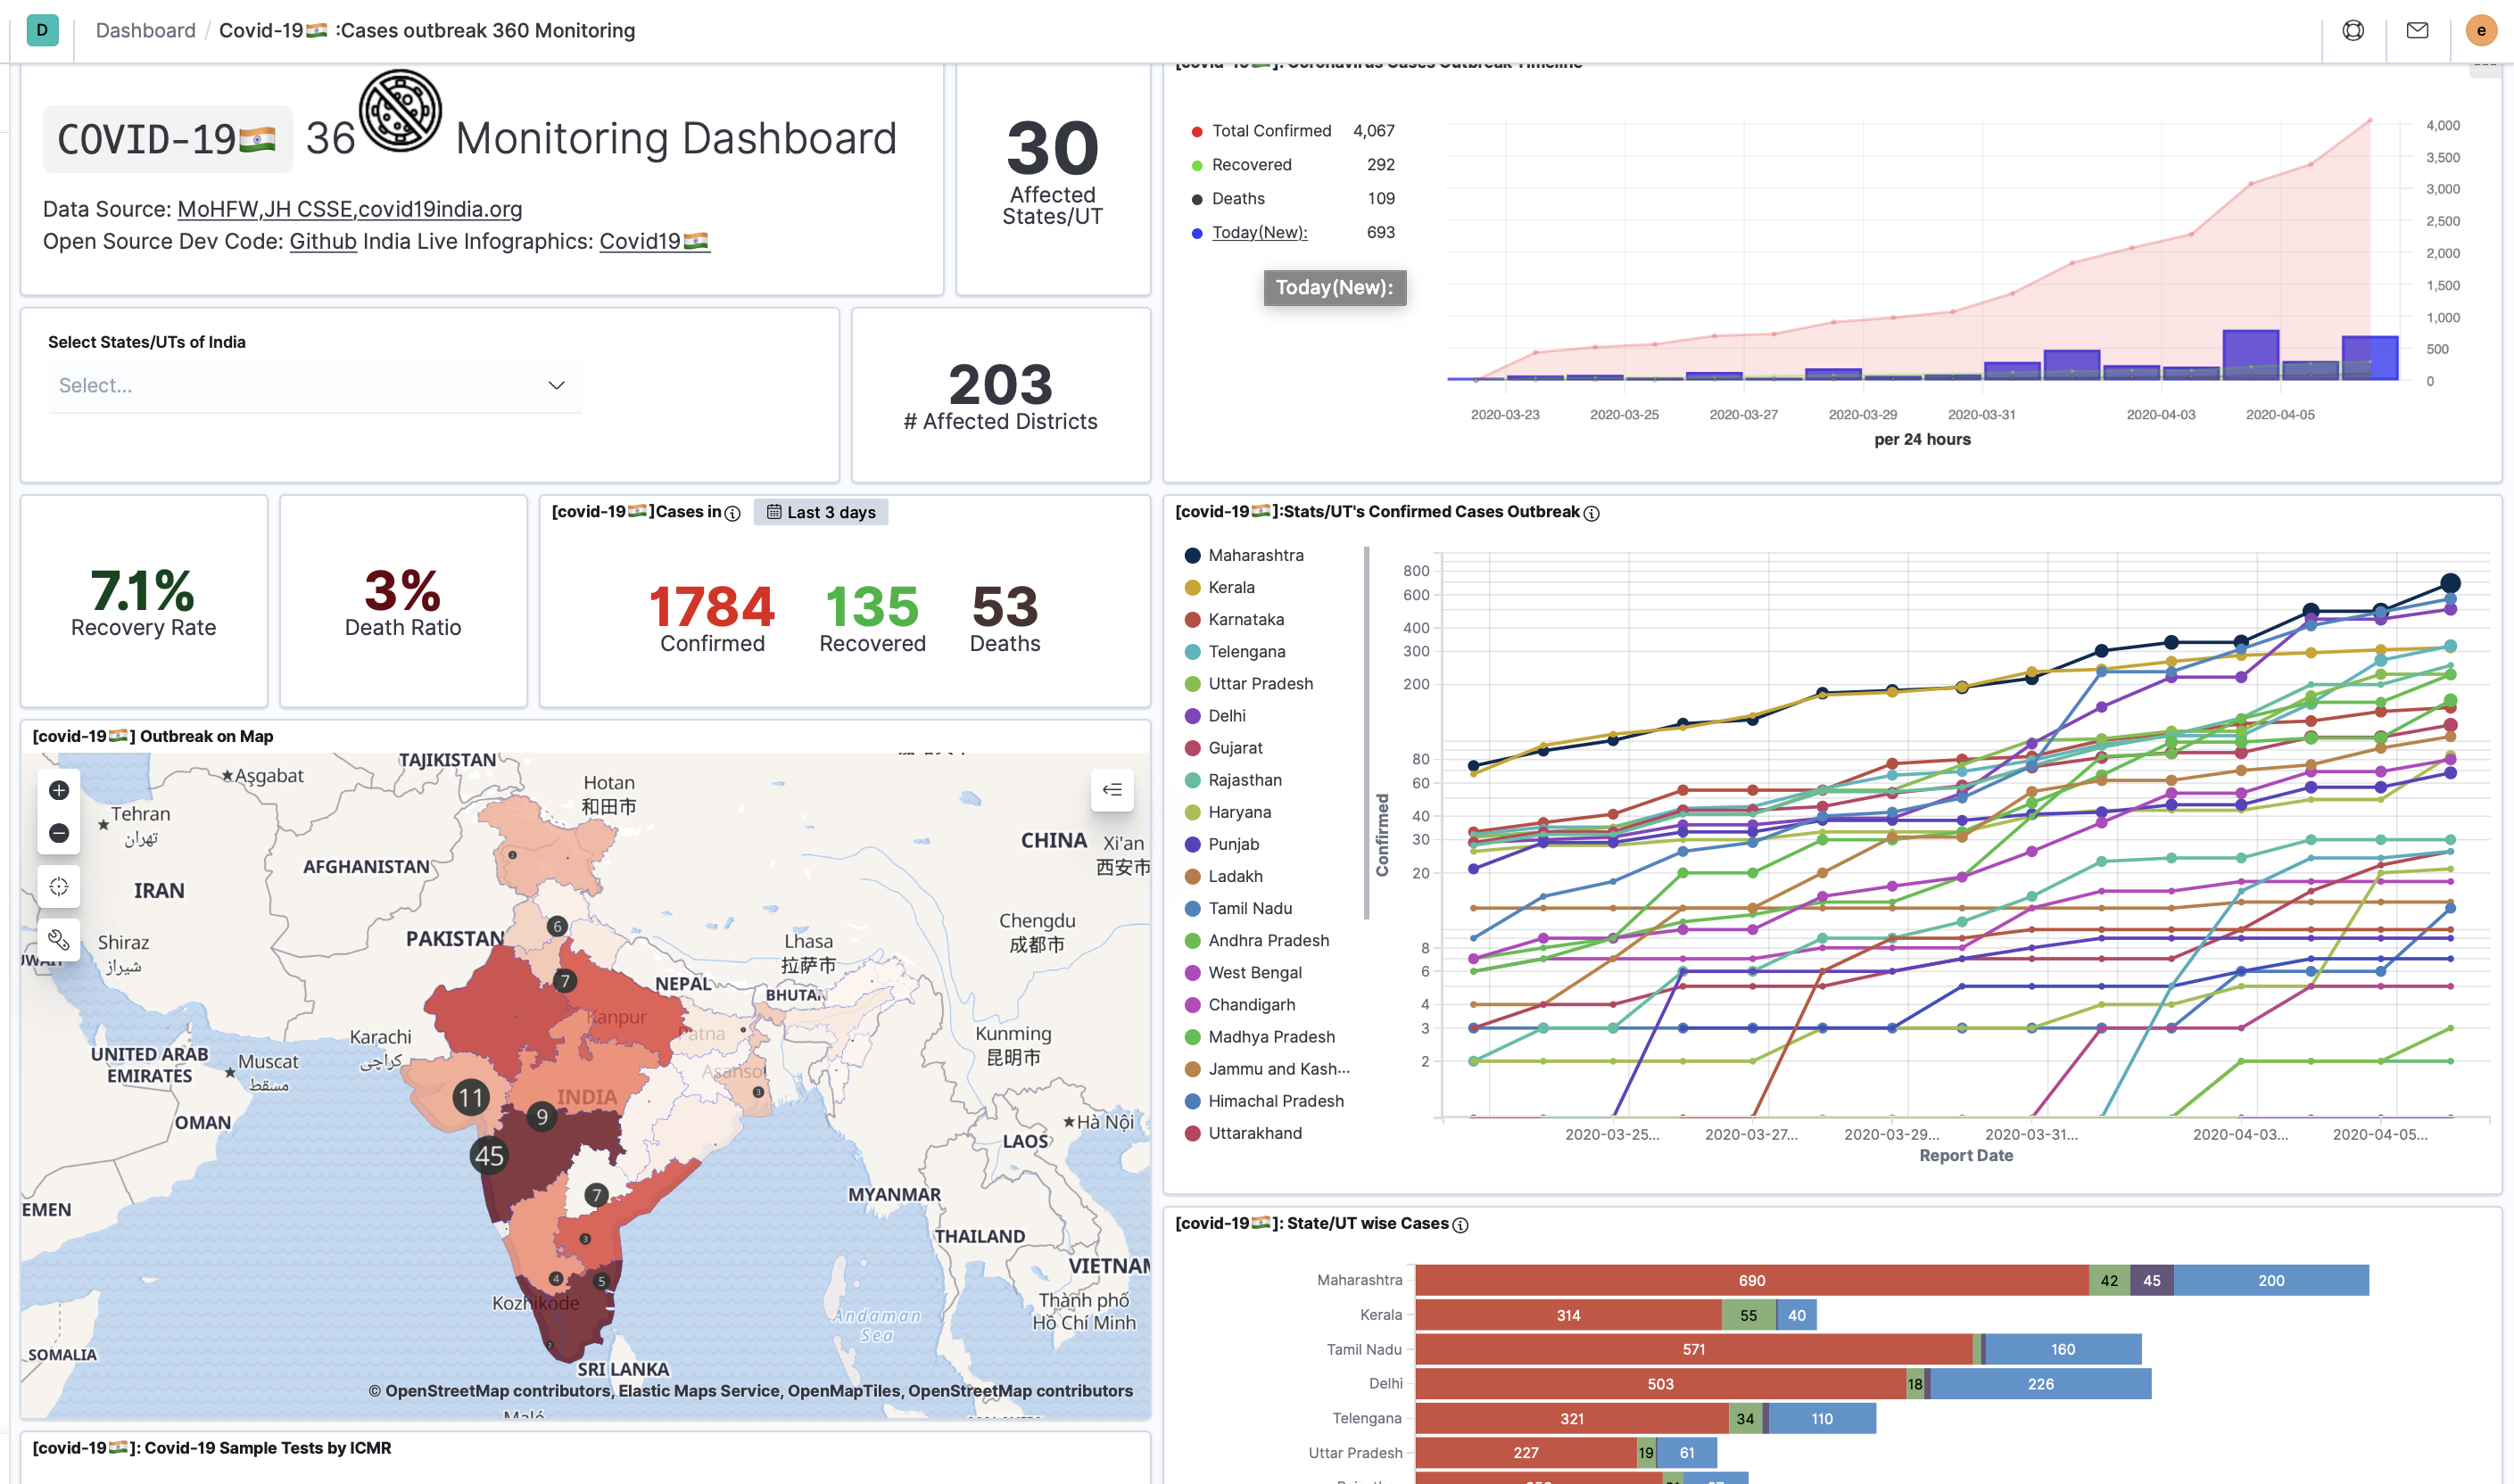 D
Dashboard / Covid-19🇮🇳 :Cases outbreak 360 Monitoring
e
COVID-19🇮🇳 36 Monitoring Dashboard
Data Source: MoHFW,JH CSSE,covid19india.org
Open Source Dev Code: Github India Live Infographics: Covid19🇮🇳
30
Affected
States/UT
[covid-19🇮🇳]: Coronavirus Cases Outbreak Timeline
Total Confirmed 4,067
Recovered 292
Deaths 109
Today(New): 693
Today(New):
4,000
3,500
3,000
2,500
2,000
1,500
1,000
500
0
2020-03-23 2020-03-25 2020-03-27 2020-03-29 2020-03-31 2020-04-03 2020-04-05
per 24 hours
Select States/UTs of India
Select...
203
# Affected Districts
7.1%
Recovery Rate
3%
Death Ratio
[covid-19🇮🇳]Cases in Last 3 days
1784 135 53
Confirmed Recovered Deaths
[covid-19🇮🇳]:Stats/UT's Confirmed Cases Outbreak
Maharashtra
Kerala
Karnataka
Telengana
Uttar Pradesh
Delhi
Gujarat
Rajasthan
Haryana
Punjab
Ladakh
Tamil Nadu
Andhra Pradesh
West Bengal
Chandigarh
Madhya Pradesh
Jammu and Kash...
Himachal Pradesh
Uttarakhand
Confirmed
800
600
400
300
200
80
60
40
30
20
8
6
4
3
2
2020-03-25... 2020-03-27... 2020-03-29... 2020-03-31... 2020-04-03... 2020-04-05...
Report Date
[covid-19🇮🇳] Outbreak on Map
TAJIKISTAN
Aşgabat
Hotan
和田市
Tehran
تهران
CHINA
Xi'an
西安市
AFGHANISTAN
2
IRAN
Chengdu
成都市
6
PAKISTAN
Shiraz
شیراز
Lhasa
拉萨市
7
NEPAL
BHUTAN
Kanpur
Patna
Karachi
کراچی
Kunming
昆明市
UNITED ARAB
EMIRATES
Muscat
مسقط
Asansol
3
11
INDIA
9
OMAN
Hà Nội
LAOS
45
7
MYANMAR
EMEN
THAILAND
3
VIETNAM
4
5
Kozhikode
2
Thành phố
Hồ Chí Minh
Andaman
Sea
SOMALIA
SRI LANKA
© OpenStreetMap contributors, Elastic Maps Service, OpenMapTiles, OpenStreetMap contributors
Malé
[covid-19🇮🇳]: State/UT wise Cases
Maharashtra 690 42 45 200
Kerala 314 55 40
Tamil Nadu 571 160
Delhi 503 18 226
Telengana 321 34 110
Uttar Pradesh 227 19 61
[covid-19🇮🇳]: Covid-19 Sample Tests by ICMR